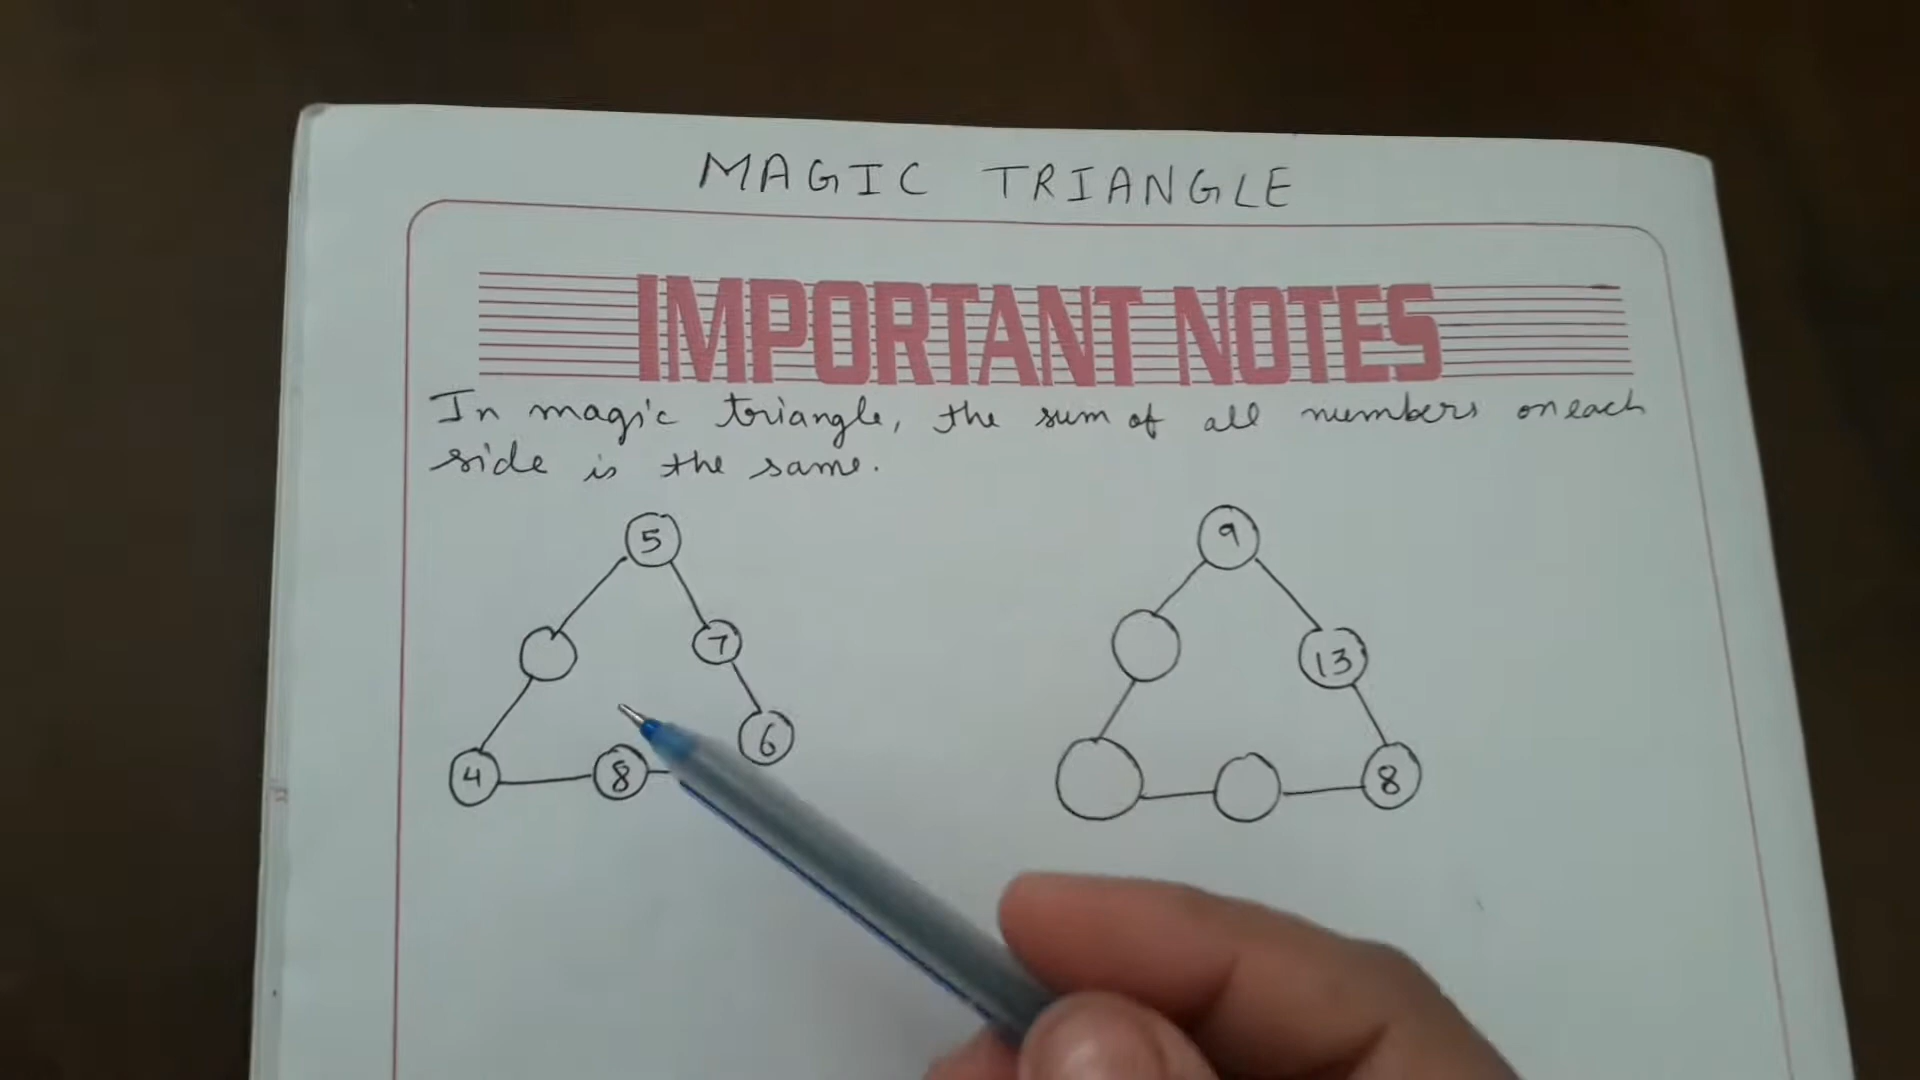 MAGIC TRIANGLE
IMPORTANT NOTES
In magic triangle, the sum of all numbers on each
side is the same.
5
7
4 8 6
9
13
8